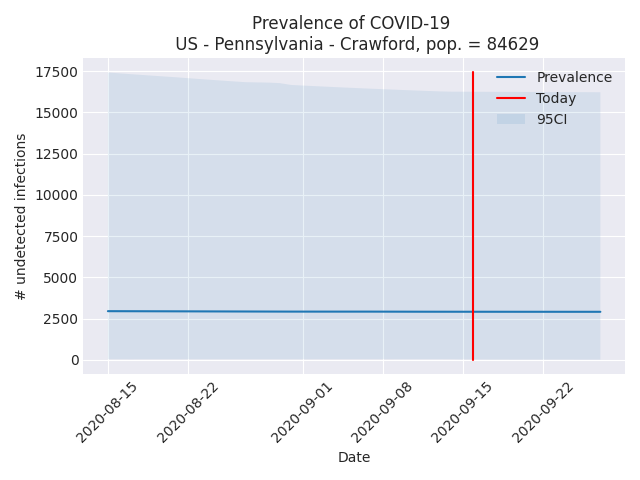 Prevalence of COVID-19
US - Pennsylvania - Crawford, pop. = 84629
17500
15000
12500
10000
7500
5000
2500
0
# undetected infections
Prevalence
Today
95CI
2020-08-15
2020-08-22
2020-09-01
2020-09-08
2020-09-15
2020-09-22
Date